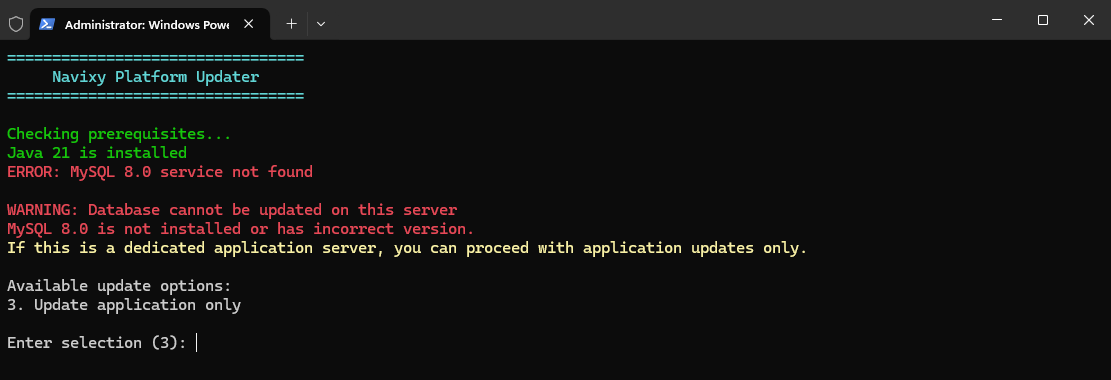 Administrator: Windows Powe
=================================
Navixy Platform Updater
=================================
Checking prerequisites...
Java 21 is installed
ERROR: MySQL 8.0 service not found
WARNING: Database cannot be updated on this server
MySQL 8.0 is not installed or has incorrect version.
If this is a dedicated application server, you can proceed with application updates only.
Available update options:
3. Update application only
Enter selection (3):